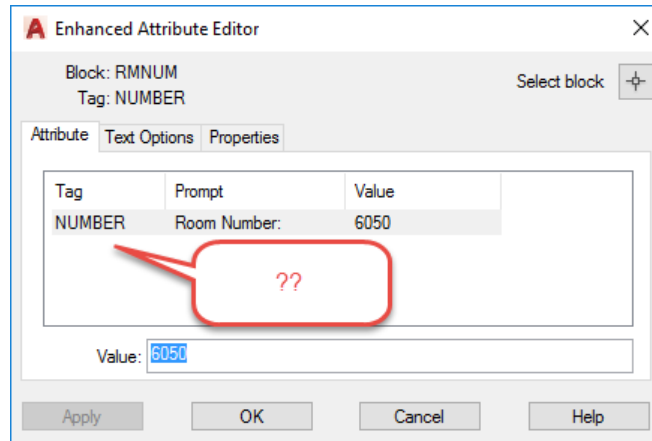 Enhanced Attribute Editor
Block: RMNUM
Select block
Tag: NUMBER
Attribute Text Options Properties
Tag Prompt Value
NUMBER Room Number: 6050
??
Value: 6050
Apply OK Cancel Help